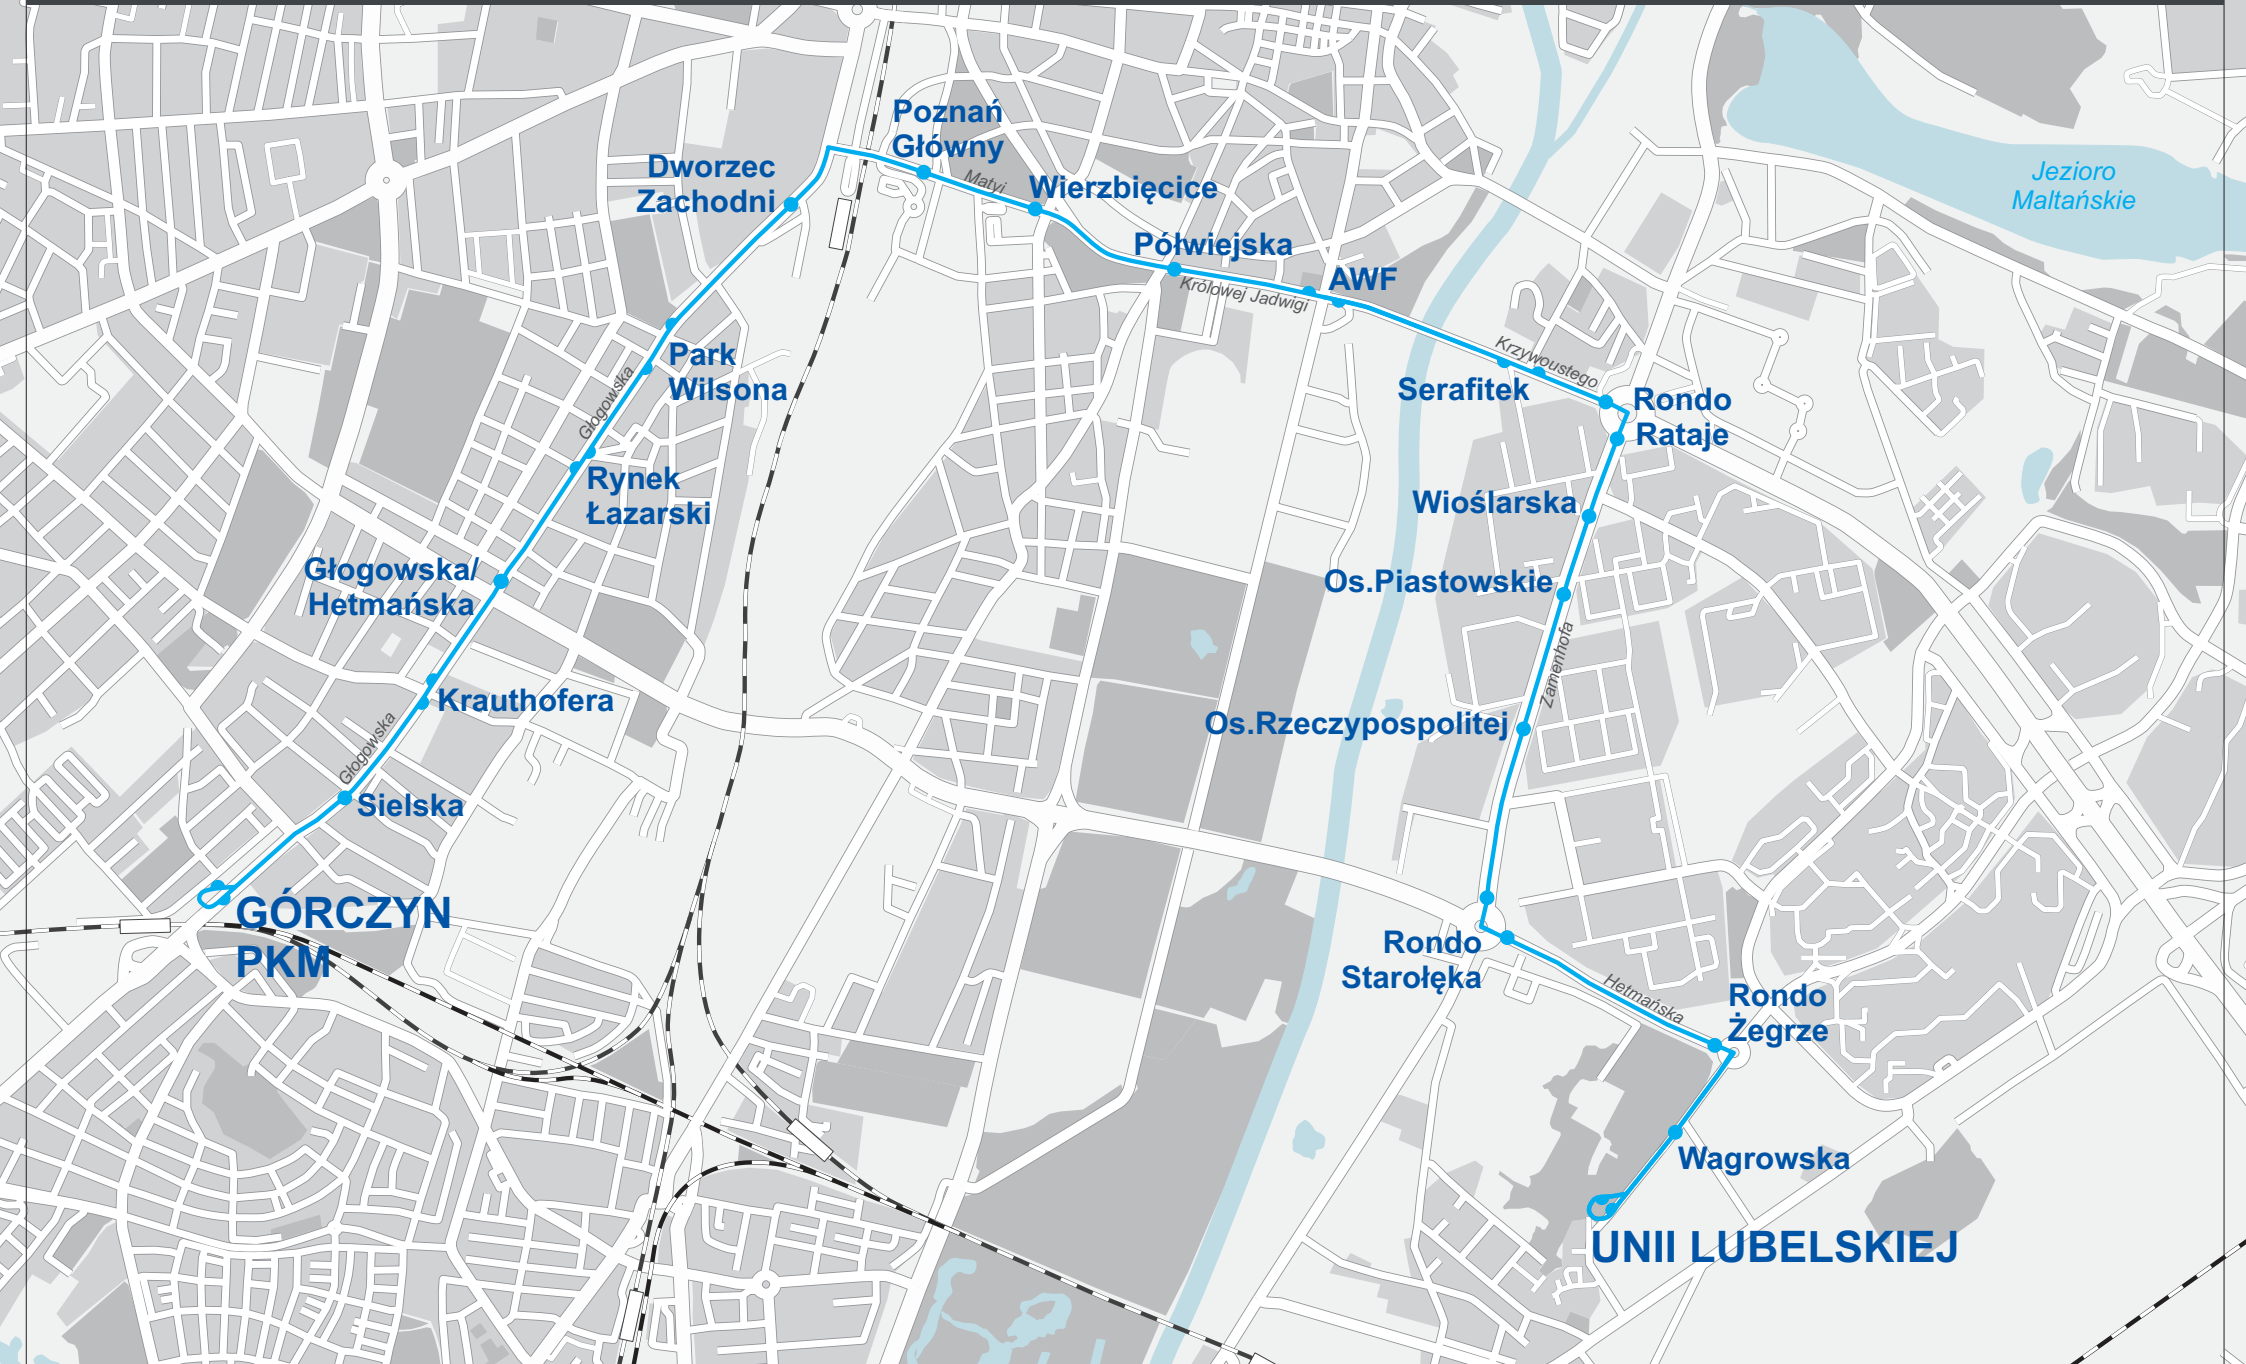 Poznań
Główny
Dworzec
Zachodni
Matyi
Wierzbięcice
Jezioro
Maltańskie
Półwiejska
Królowej Jadwigi
AWF
Park
Wilsona
Głogowska
Krzywoustego
Serafitek
Rondo
Rataje
Rynek
Łazarski
Wioślarska
Głogowska/
Hetmańska
Os.Piastowskie
Zamenhofa
Krauthofera
Os.Rzeczypospolitej
Głogowska
Sielska
GÓRCZYN
PKM
Rondo
Starołęka
Hetmańska
Rondo
Żegrze
Wagrowska
UNII LUBELSKIEJ